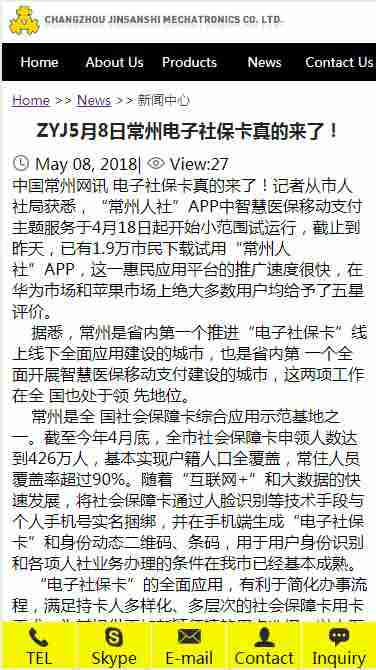 CHANGZHOU JINSANSHI MECHATRONICS CO. LTD.
Home About Us Products News Contact Us
Home >> News >> 新闻中心
ZYJ5月8日常州电子社保卡真的来了！
May 08, 2018| View:27
中国常州网讯 电子社保卡真的来了！记者从市人
社局获悉，“常州人社”APP中智慧医保移动支付
主题服务于4月18日起开始小范围试运行，截止到
昨天，已有1.9万市民下载试用“常州人
社”APP，这一惠民应用平台的推广速度很快，在
华为市场和苹果市场上绝大多数用户均给予了五星
评价。
据悉，常州是省内第一个推进“电子社保卡”线
上线下全面应用建设的城市，也是省内第 一个全
面开展智慧医保移动支付建设的城市，这两项工作
在全 国也处于领 先地位。
常州是全 国社会保障卡综合应用示范基地之
一。截至今年4月底，全市社会保障卡申领人数达
到426万人，基本实现户籍人口全覆盖，常住人员
覆盖率超过90%。随着“互联网+”和大数据的快
速发展，将社会保障卡通过人脸识别等技术手段与
个人手机号实名捆绑，并在手机端生成“电子社保
卡”和身份动态二维码、条码，用于用户身份识别
和各项人社业务办理的条件在我市已经基本成熟。
“电子社保卡”的全面应用，有利于简化办事流
程，满足持卡人多样化、多层次的社会保障卡用卡
TEL Skype E-mail Contact Inquiry